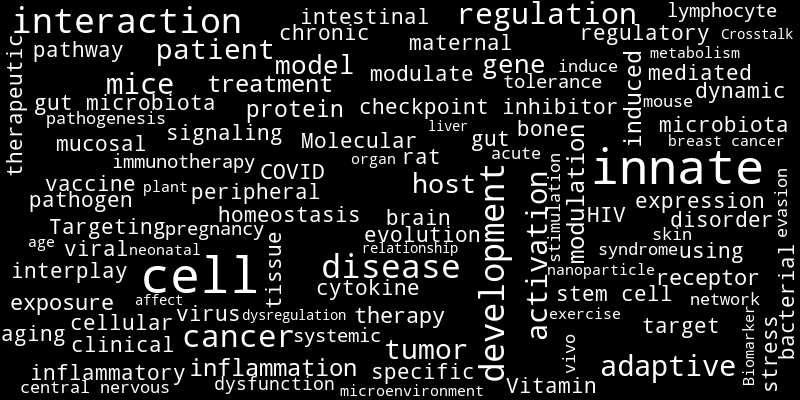 interaction
intestinal
regulation
lymphocyte
chronic
regulatory
Crosstalk
pathway
patient
maternal
metabolism
therapeutic
model
gene
induce
mediated
mice
treatment
modulate
tolerance
induced
dynamic
gut microbiota
protein
checkpoint inhibitor
mouse
pathogenesis
signaling
liver
bone
microbiota
mucosal
Molecular
gut
breast cancer
immunotherapy
COVID
organ
rat
acute
innate
vaccine
plant
peripheral
host
stimulation
modulation
expression
evasion
pathogen
homeostasis
brain
development
activation
HIV
disorder
Targeting
pregnancy
evolution
skin
age
viral
neonatal
tissue
relationship
syndrome
using
interplay
cell
disease
nanoparticle
receptor
bacterial
cytokine
stem cell
network
exposure
affect
virus
dysregulation
therapy
exercise
target
Biomarker
stress
aging
cellular
cancer
systemic
clinical
tumor
vivo
adaptive
inflammatory
inflammation
specific
central nervous
dysfunction
microenvironment
Vitamin